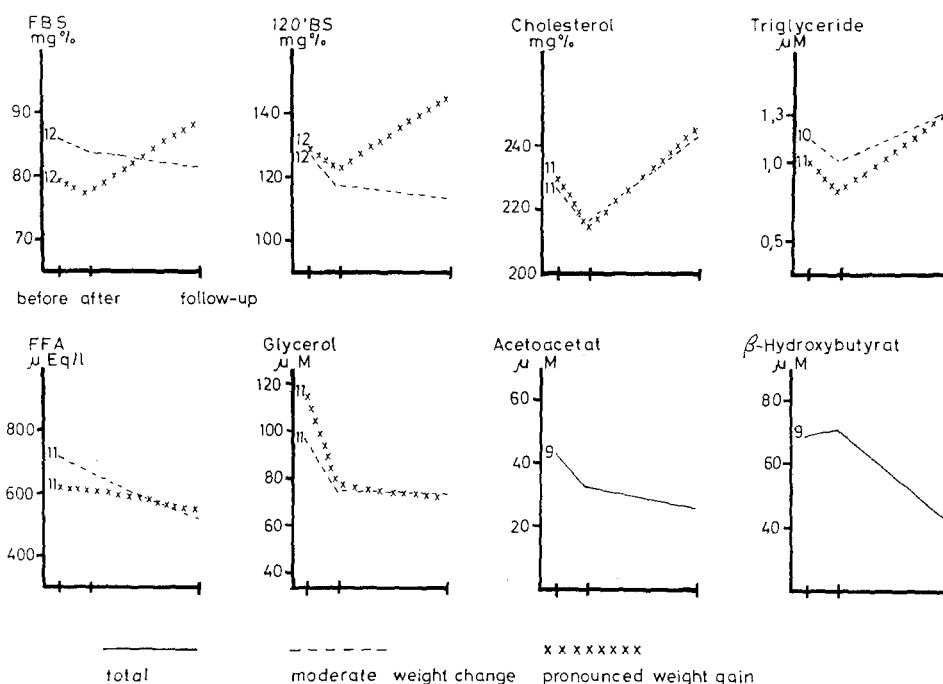 FBS
mg%
90
80
70
12
12
120'BS
mg%
140
120
100
12
12
Cholesterol
mg%
240
220
200
11
11
Triglyceride
μM
1,3
1,0
0,5
10
11
before after follow-up
FFA
μ Eq/l
800
600
400
11
11
Glycerol
μ M
120
100
80
60
40
11
11
Acetoacetat
μ M
60
40
20
9
β-Hydroxybutyrat
μ M
80
60
40
9
total
moderate weight change
x x x x x x x x
pronounced weight gain